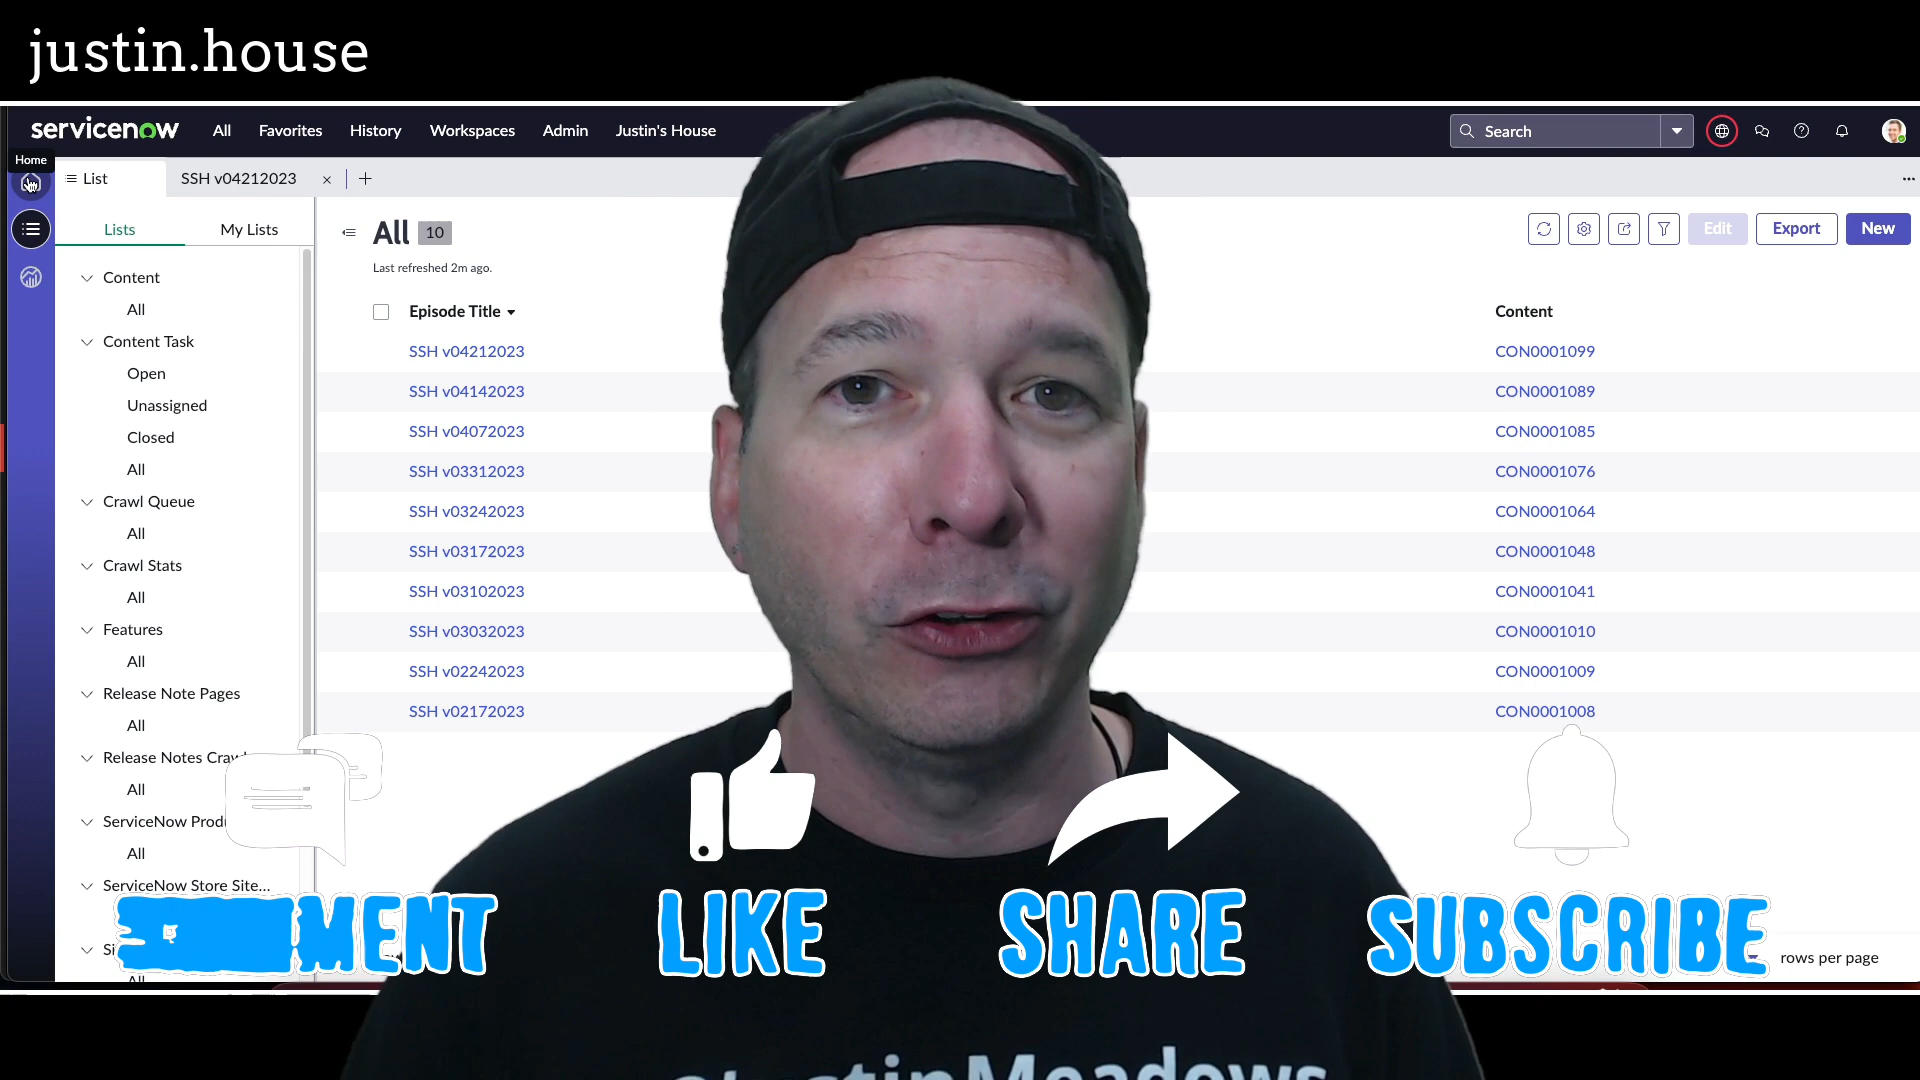 justin.house
servicenow All Favorites History Workspaces Admin Justin's House Search
Home
List SSH v04212023
Lists My Lists
All 10
Edit Export New
Last refreshed 2m ago.
Episode Title Content
SSH v04212023 CON0001099
SSH v04142023 CON0001089
SSH v04072023 CON0001085
SSH v03312023 CON0001076
SSH v03242023 CON0001064
SSH v03172023 CON0001048
SSH v03102023 CON0001041
SSH v03032023 CON0001010
SSH v02242023 CON0001009
SSH v02172023 CON0001008
Content
All
Content Task
Open
Unassigned
Closed
All
Crawl Queue
All
Crawl Stats
All
Features
All
Release Note Pages
All
Release Notes
All
ServiceNow
All
ServiceNow Store Site...
All
MENT LIKE SHARE SUBSCRIBE
rows per page